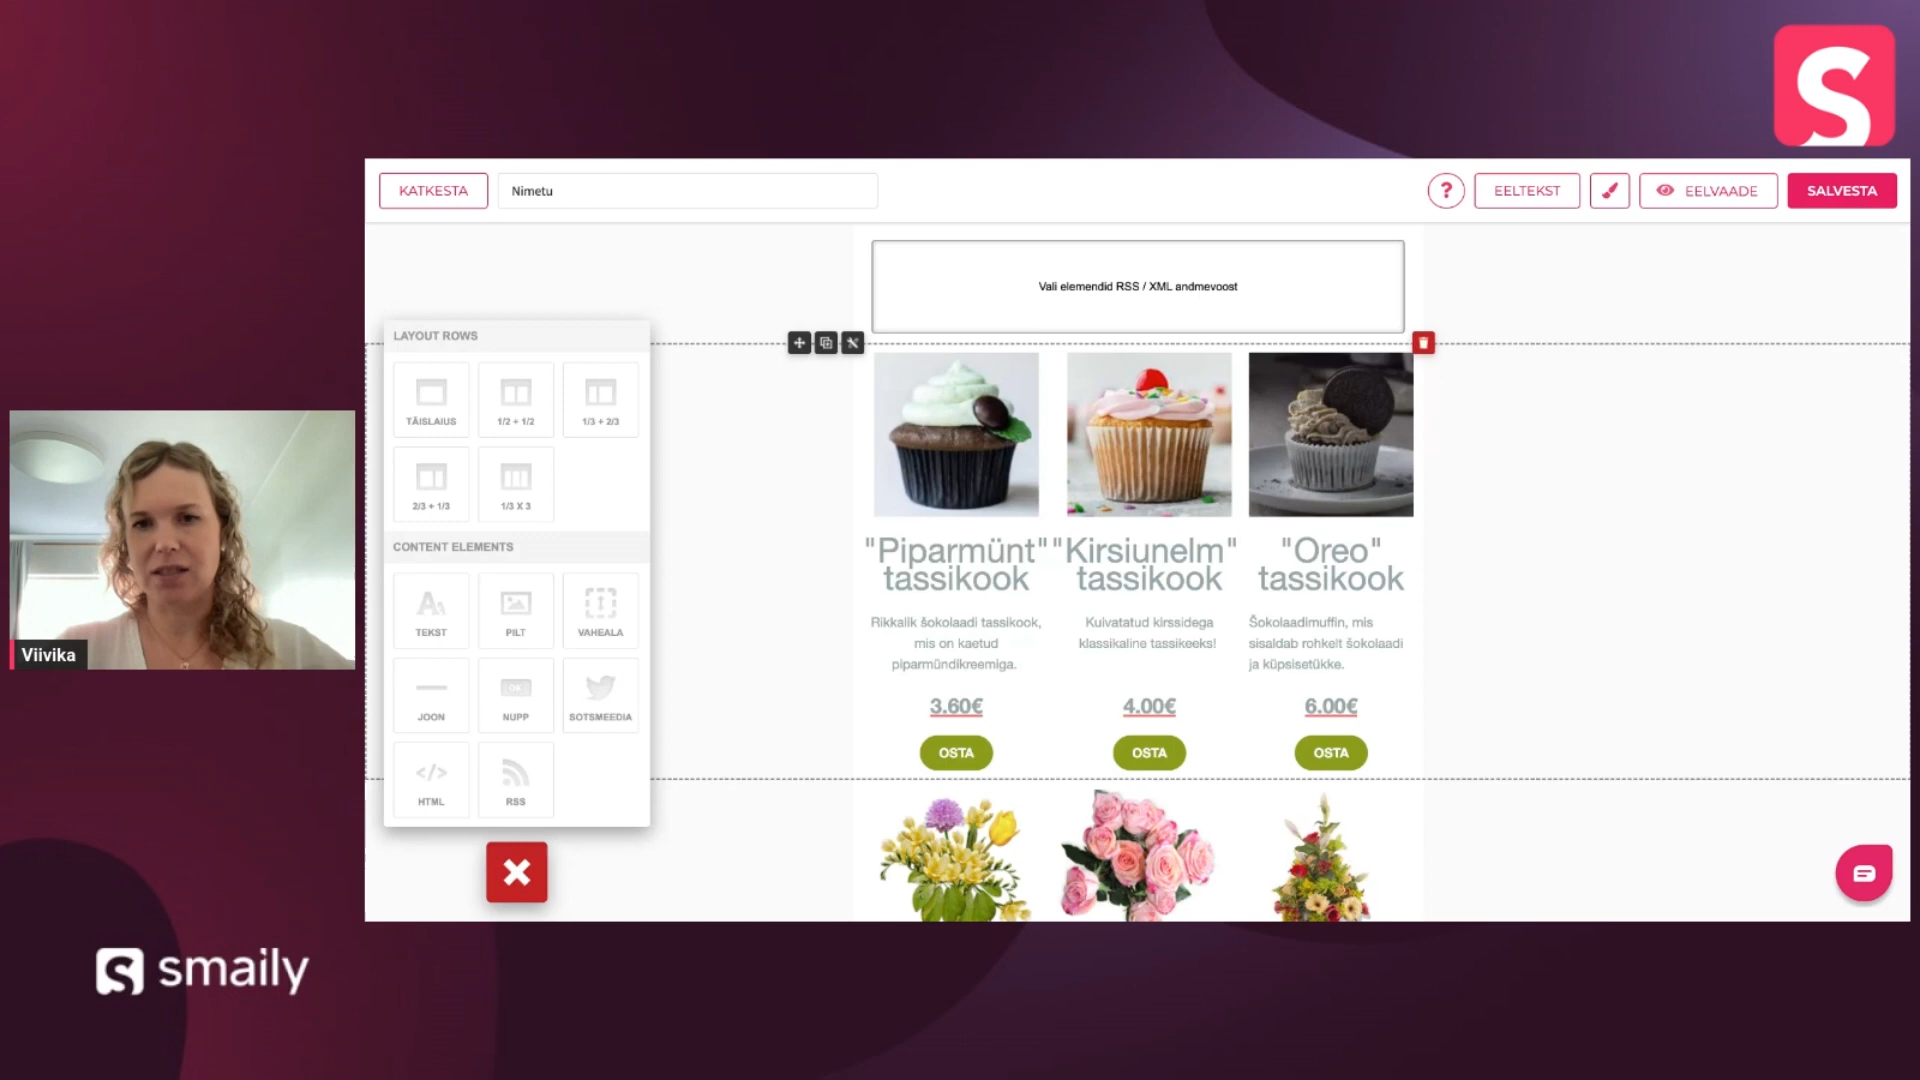 S
KATKESTA
Nimetu
?
EELTEKST
EELVAADE
SALVESTA
Vali elemendid RSS / XML andmevoost
LAYOUT ROWS
TÄISLAIUS
1/2 + 1/2
1/3 + 2/3
2/3 + 1/3
1/3 X 3
CONTENT ELEMENTS
TEKST
PILT
VAHEALA
JOON
OK
NUPP
SOTSMEEDIA
</>
HTML
RSS
"Piparmünt"
tassikook
Rikkalik šokolaadi tassikook,
mis on kaetud
piparmündikreemiga.
3.60€
OSTA
"Kirsiunelm"
tassikook
Kuivatatud kirssidega
klassikaline tassikeeks!
4.00€
OSTA
"Oreo"
tassikook
Šokolaadimuffin, mis
sisaldab rohkelt šokolaadi
ja küpsisetükke.
6.00€
OSTA
Viivika
smaily